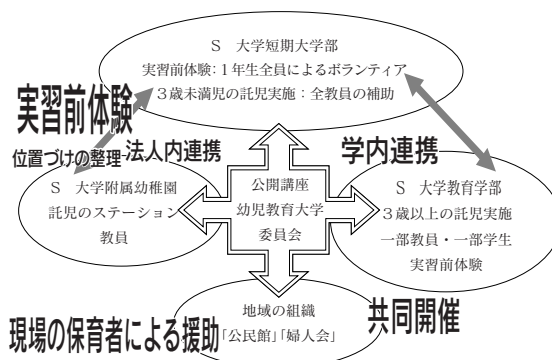 S 大学短期大学部
実習前体験：1年生全員によるボランティア
3歳未満児の託児実施：全教員の補助
実習前体験
位置づけの整理
法人内連携
学内連携
S 大学附属幼稚園
託児のステーション
教員
公開講座
幼児教育大学
委員会
S 大学教育学部
3歳以上の託児実施
一部教員・一部学生
実習前体験
地域の組織
「公民館」「婦人会」
現場の保育者による援助
共同開催